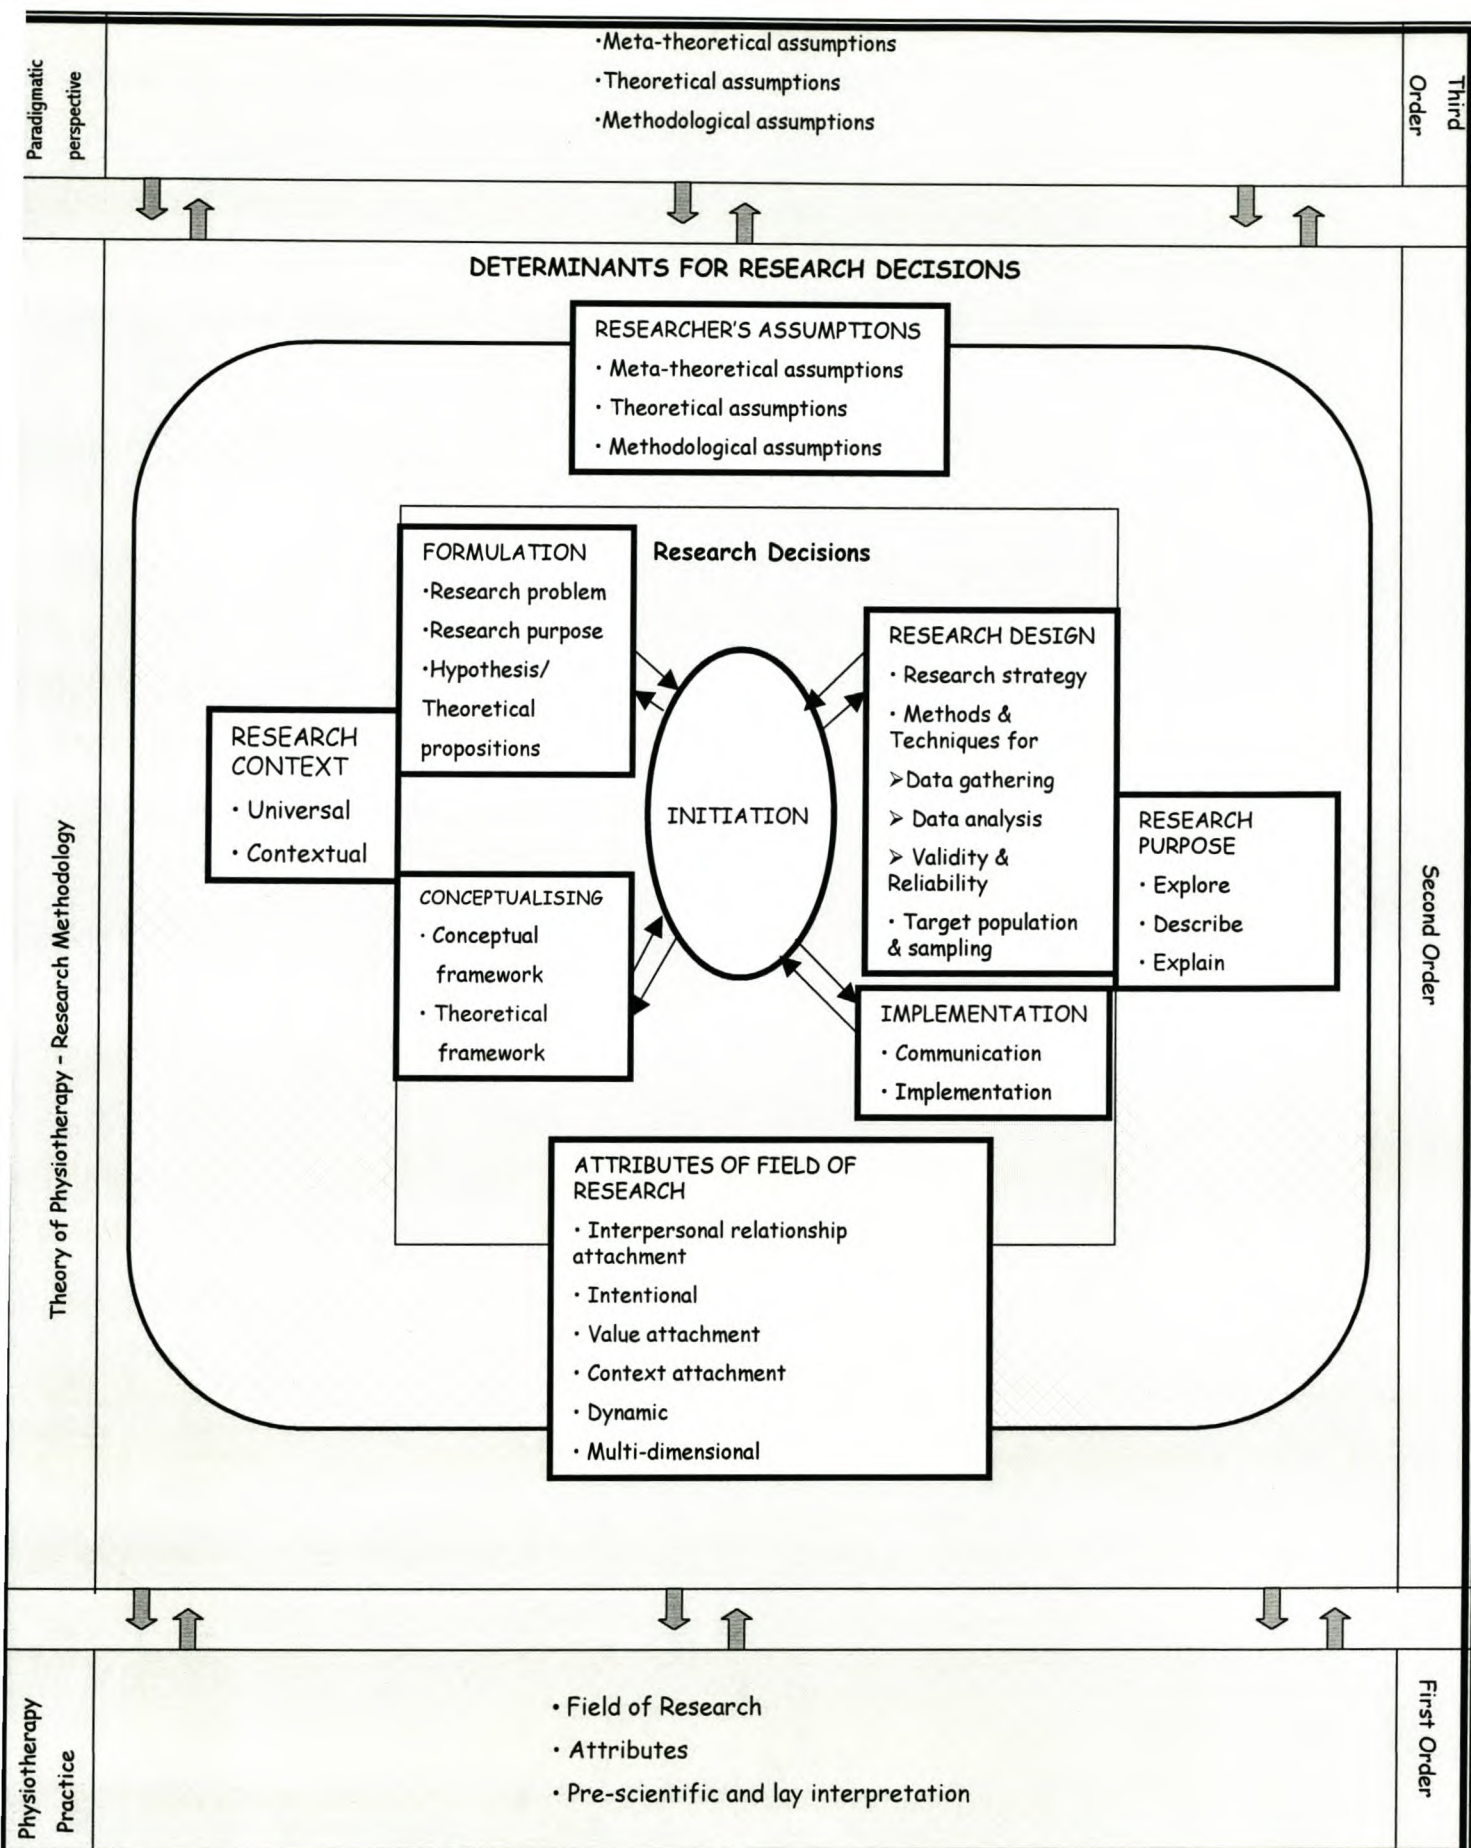 Paradigmatic
perspective
•Meta-theoretical assumptions
•Theoretical assumptions
•Methodological assumptions
Third
Order
DETERMINANTS FOR RESEARCH DECISIONS
RESEARCHER'S ASSUMPTIONS
• Meta-theoretical assumptions
• Theoretical assumptions
• Methodological assumptions
Theory of Physiotherapy - Research Methodology
Second Order
Research Decisions
FORMULATION
•Research problem
•Research purpose
•Hypothesis/
Theoretical
propositions
RESEARCH
CONTEXT
• Universal
• Contextual
CONCEPTUALISING
• Conceptual
framework
• Theoretical
framework
INITIATION
RESEARCH DESIGN
• Research strategy
• Methods &
Techniques for
➢Data gathering
➢ Data analysis
➢ Validity &
Reliability
• Target population
& sampling
RESEARCH
PURPOSE
• Explore
• Describe
• Explain
IMPLEMENTATION
• Communication
• Implementation
ATTRIBUTES OF FIELD OF
RESEARCH
• Interpersonal relationship
attachment
• Intentional
• Value attachment
• Context attachment
• Dynamic
• Multi-dimensional
Physiotherapy
Practice
• Field of Research
• Attributes
• Pre-scientific and lay interpretation
First Order